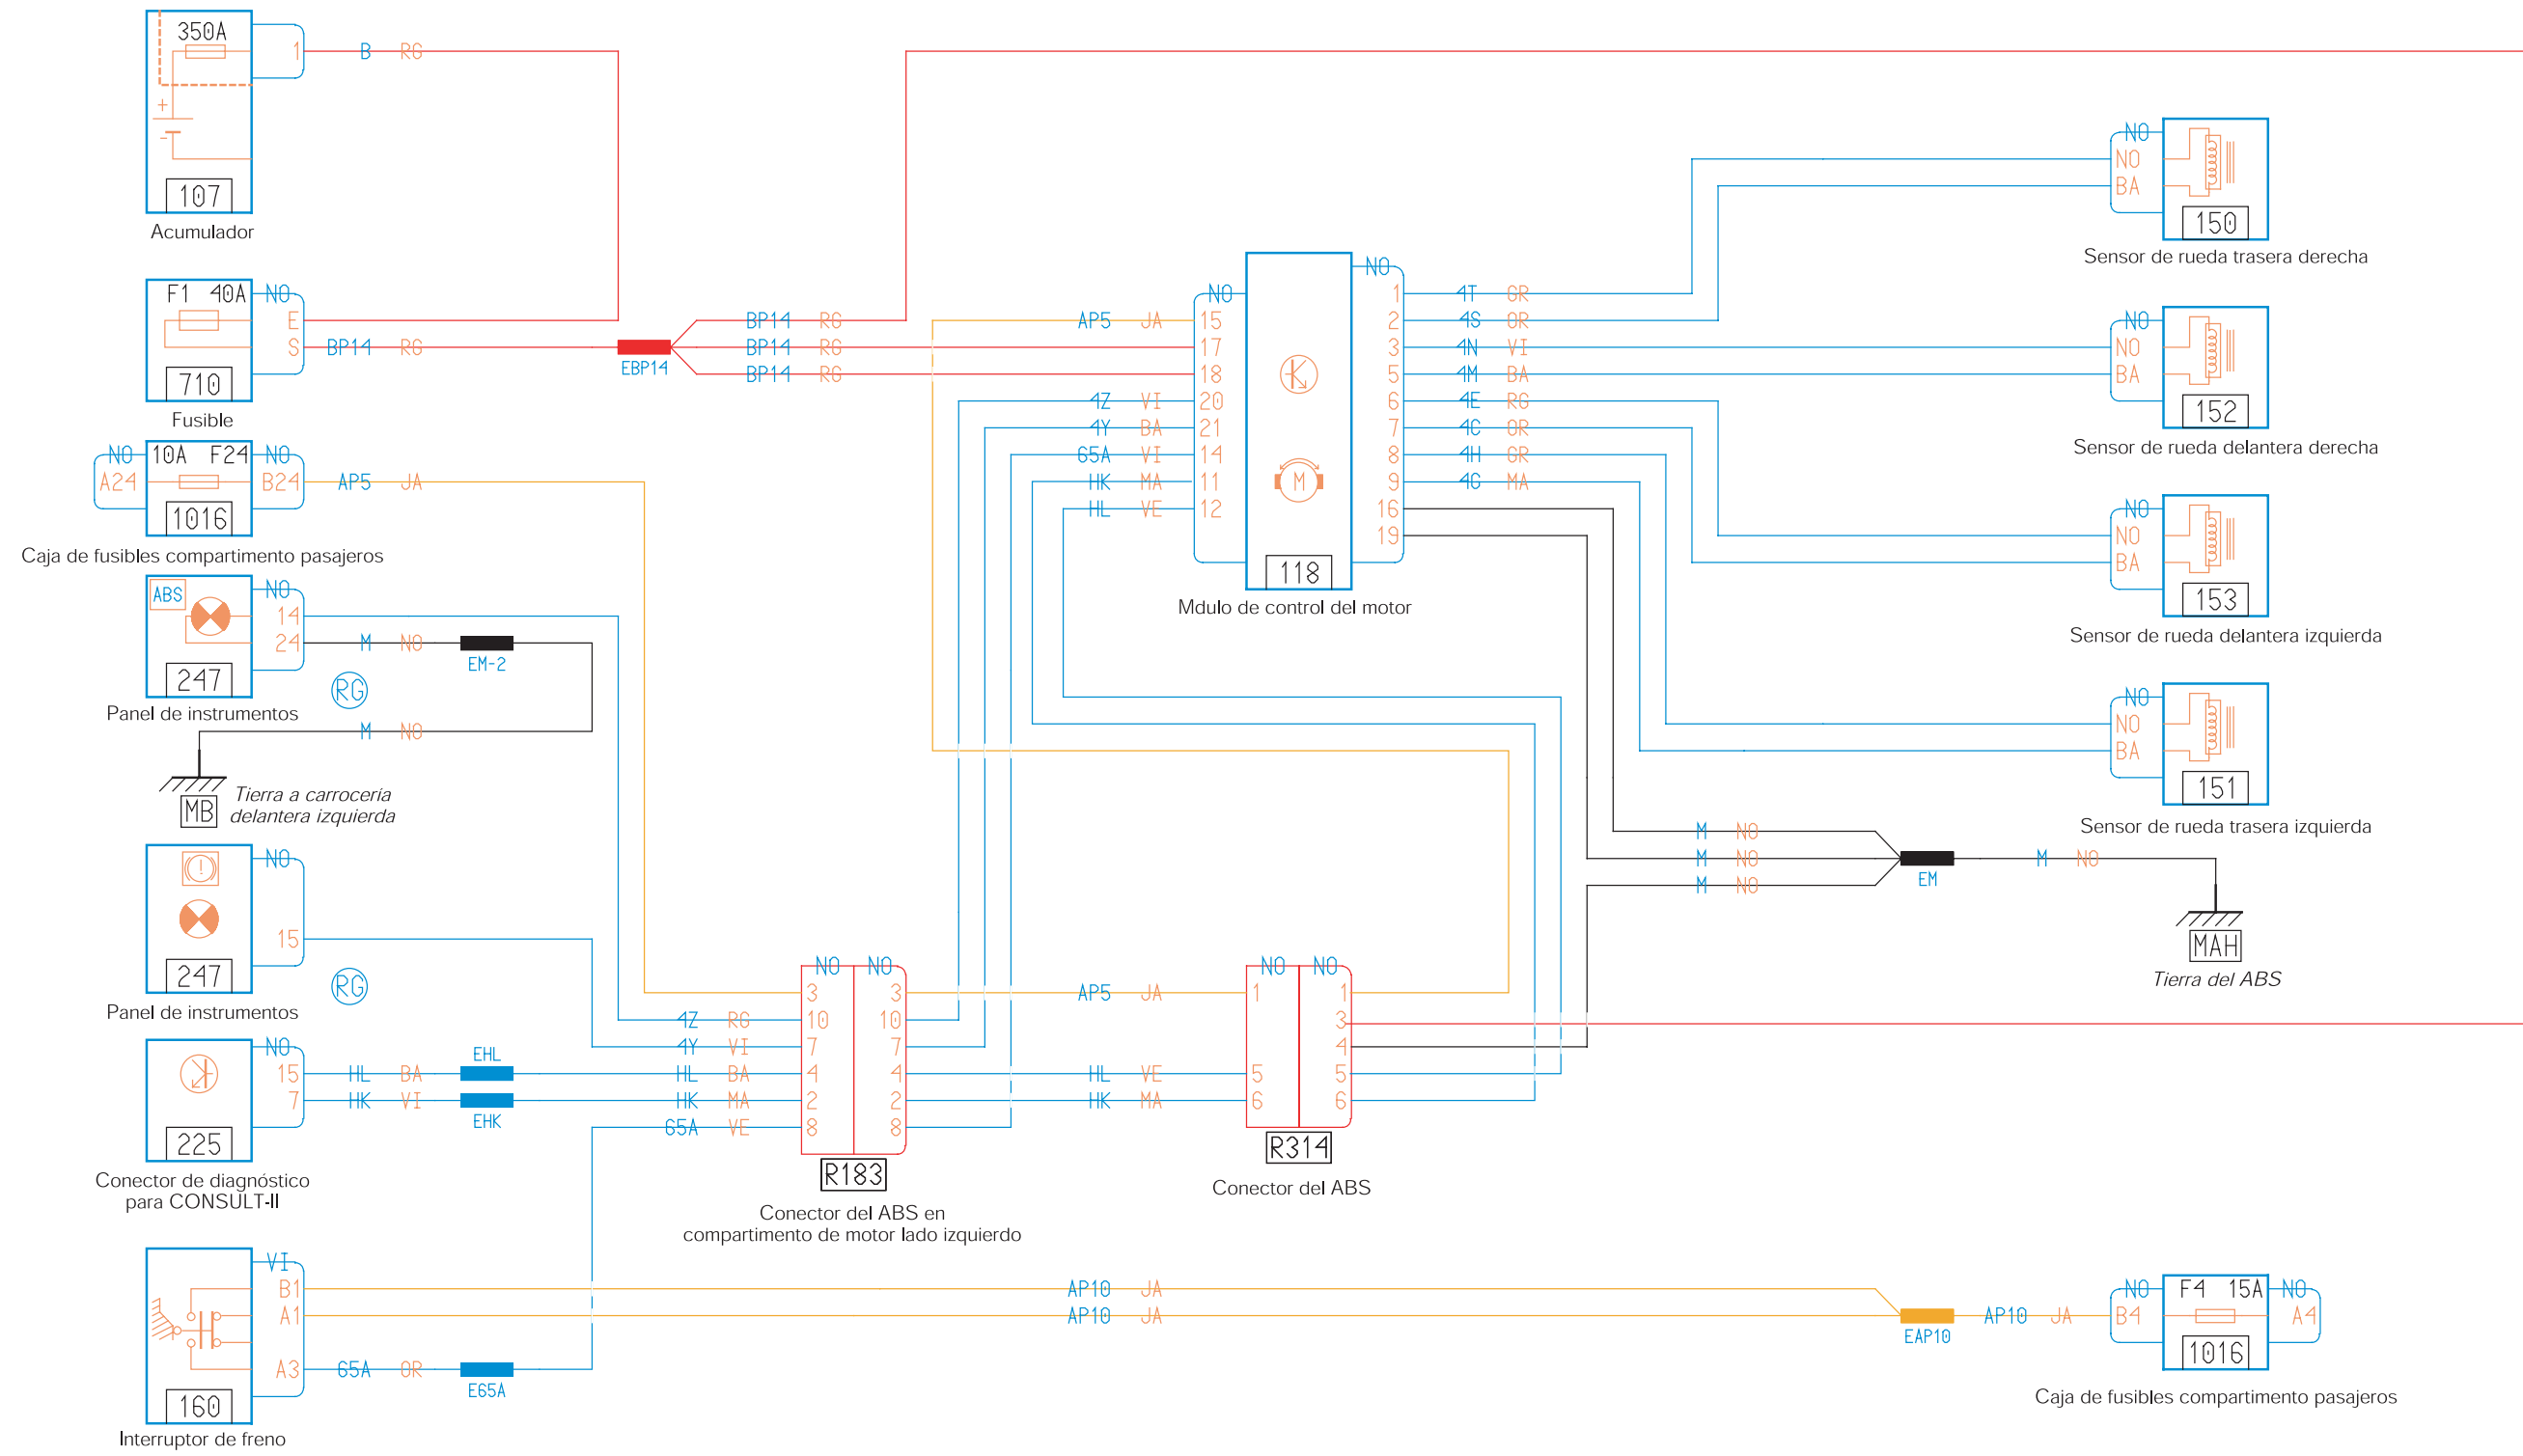 350A
1
B RG
107
Acumulador
F1 40A NO
E
S
BP14 RG
EBP14
BP14 RG
BP14 RG
BP14 RG
710
Fusible
NO 10A F24 NO
A24
B24
AP5 JA
1016
Caja de fusibles compartimento pasajeros
ABS
NO
14
24
M NO
EM-2
247
RG
Panel de instrumentos
M NO
MB
Tierra a carrocería
delantera izquierda
NO
15
247
RG
Panel de instrumentos
NO
15 HL BA
EHL
HL BA
7 HK VI
EHK
HK MA
225
Conector de diagnóstico
para CONSULT-II
VI
B1
A1
A3
65A OR
E65A
160
Interruptor de freno
NO NO
3 3
4Z RG 10 10
4Y VI 7 7
4 4
2 2
65A VE 8 8
R183
Conector del ABS en
compartimento de motor lado izquierdo
AP5 JA
HL VE
HK MA
NO NO
1 1
3
4
5 5
6 6
R314
Conector del ABS
NO
AP5 JA 15
17
18
4Z VI 20
4Y BA 21
65A VI 14
HK MA 11
HL VE 12
NO
1 4T GR
2 4S OR
3 4N VI
5 4M BA
6 4E RG
7 4C OR
8 4H GR
9 4G MA
16
19
118
Mdulo de control del motor
NO
NO
BA
150
Sensor de rueda trasera derecha
NO
NO
BA
152
Sensor de rueda delantera derecha
NO
NO
BA
153
Sensor de rueda delantera izquierda
NO
NO
BA
151
Sensor de rueda trasera izquierda
M NO
M NO
M NO
EM
M NO
MAH
Tierra del ABS
AP10 JA
AP10 JA
EAP10
AP10 JA
NO F4 15A NO
B4
A4
1016
Caja de fusibles compartimento pasajeros